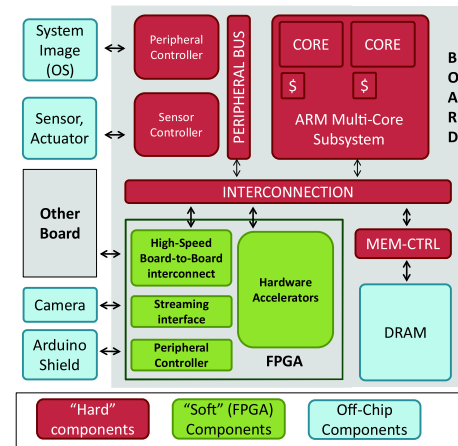 System
Image
(OS)
Peripheral
Controller
PERIPHERAL BUS
CORE
CORE
$
$
ARM Multi-Core
Subsystem
BOARD
Sensor,
Actuator
Sensor
Controller
INTERCONNECTION
Other
Board
High-Speed
Board-to-Board
interconnect
Hardware
Accelerators
MEM-CTRL
Camera
Streaming
interface
DRAM
Arduino
Shield
Peripheral
Controller
FPGA
“Hard”
components
“Soft” (FPGA)
Components
Off-Chip
Components